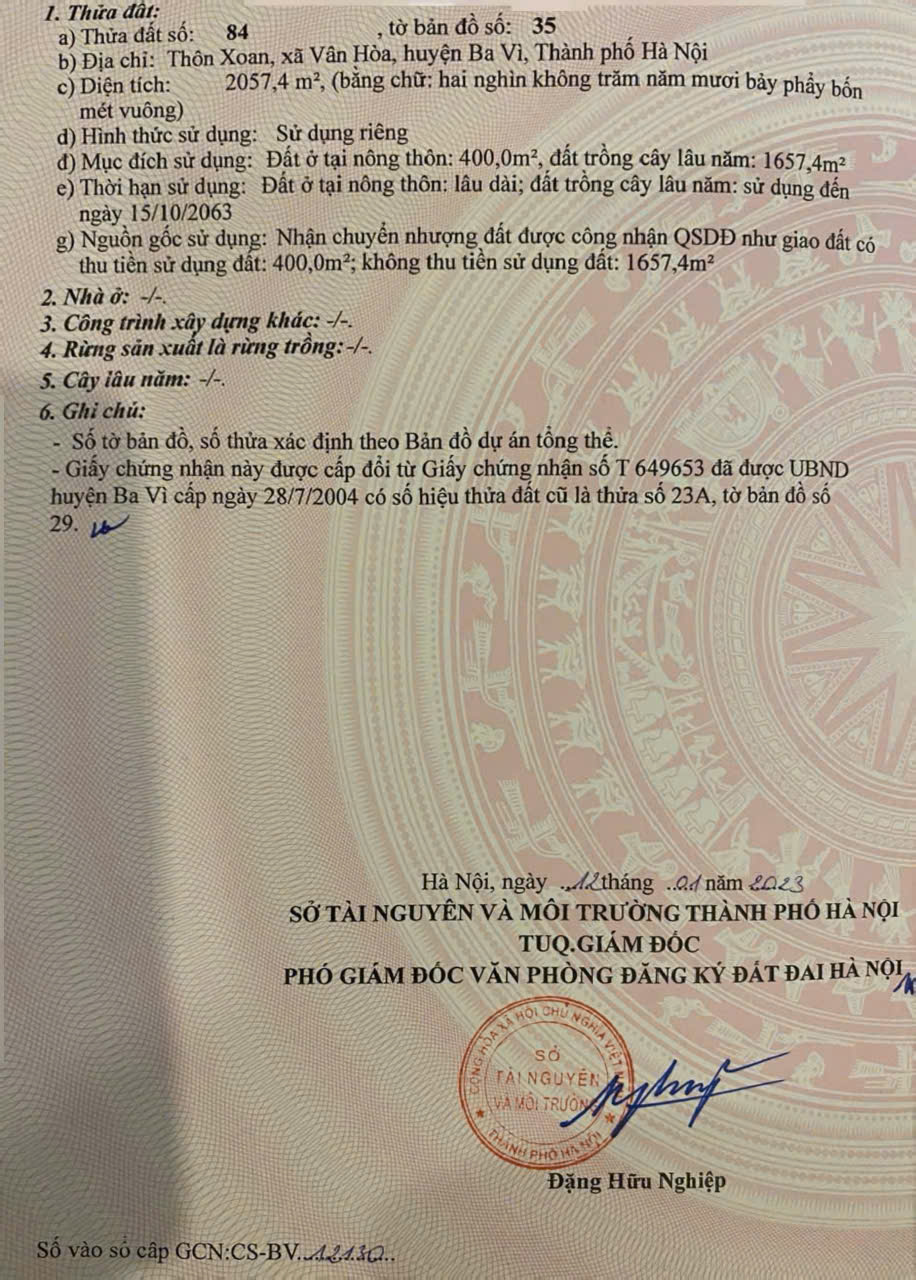 1. Thửa đất:
a) Thửa đất số: 84 , tờ bản đồ số: 35
b) Địa chỉ: Thôn Xoan, xã Vân Hòa, huyện Ba Vì, Thành phố Hà Nội
c) Diện tích: 2057,4 m², (bằng chữ: hai nghìn không trăm năm mươi bảy phẩy bốn
mét vuông)
d) Hình thức sử dụng: Sử dụng riêng
đ) Mục đích sử dụng: Đất ở tại nông thôn: 400,0m², đất trồng cây lâu năm: 1657,4m²
e) Thời hạn sử dụng: Đất ở tại nông thôn: lâu dài; đất trồng cây lâu năm: sử dụng đến
ngày 15/10/2063
g) Nguồn gốc sử dụng: Nhận chuyển nhượng đất được công nhận QSDĐ như giao đất có
thu tiền sử dụng đất: 400,0m²; không thu tiền sử dụng đất: 1657,4m²
2. Nhà ở: -/-.
3. Công trình xây dựng khác: -/-.
4. Rừng sản xuất là rừng trồng: -/-.
5. Cây lâu năm: -/-.
6. Ghi chú:
- Số tờ bản đồ, số thửa xác định theo Bản đồ dự án tổng thể.
- Giấy chứng nhận này được cấp đổi từ Giấy chứng nhận số T 649653 đã được UBND
huyện Ba Vì cấp ngày 28/7/2004 có số hiệu thửa đất cũ là thửa số 23A, tờ bản đồ số
29.
Hà Nội, ngày ..12 tháng ..01 năm 2023
SỞ TÀI NGUYÊN VÀ MÔI TRƯỜNG THÀNH PHỐ HÀ NỘI
TUQ.GIÁM ĐỐC
PHÓ GIÁM ĐỐC VĂN PHÒNG ĐĂNG KÝ ĐẤT ĐAI HÀ NỘI
CỘNG HÒA XÃ HỘI CHỦ NGHĨA VIỆT
SỞ
TÀI NGUYÊN
VÀ MÔI TRƯỜNG
THÀNH PHỐ HÀ NỘI
Đặng Hữu Nghiệp
Số vào sổ cấp GCN:CS-BV...12130..